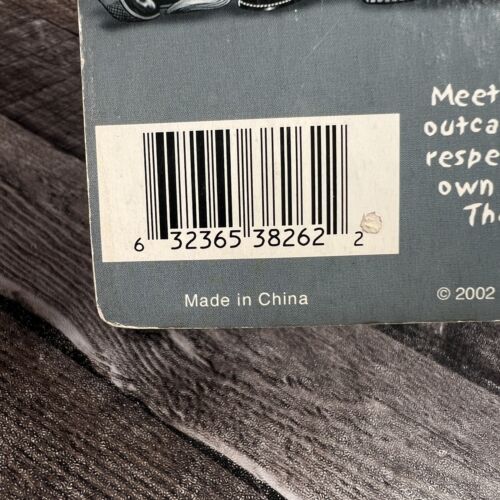 Meet
outca
respe
own
Th
6 32365 38262 2
Made in China
© 2002